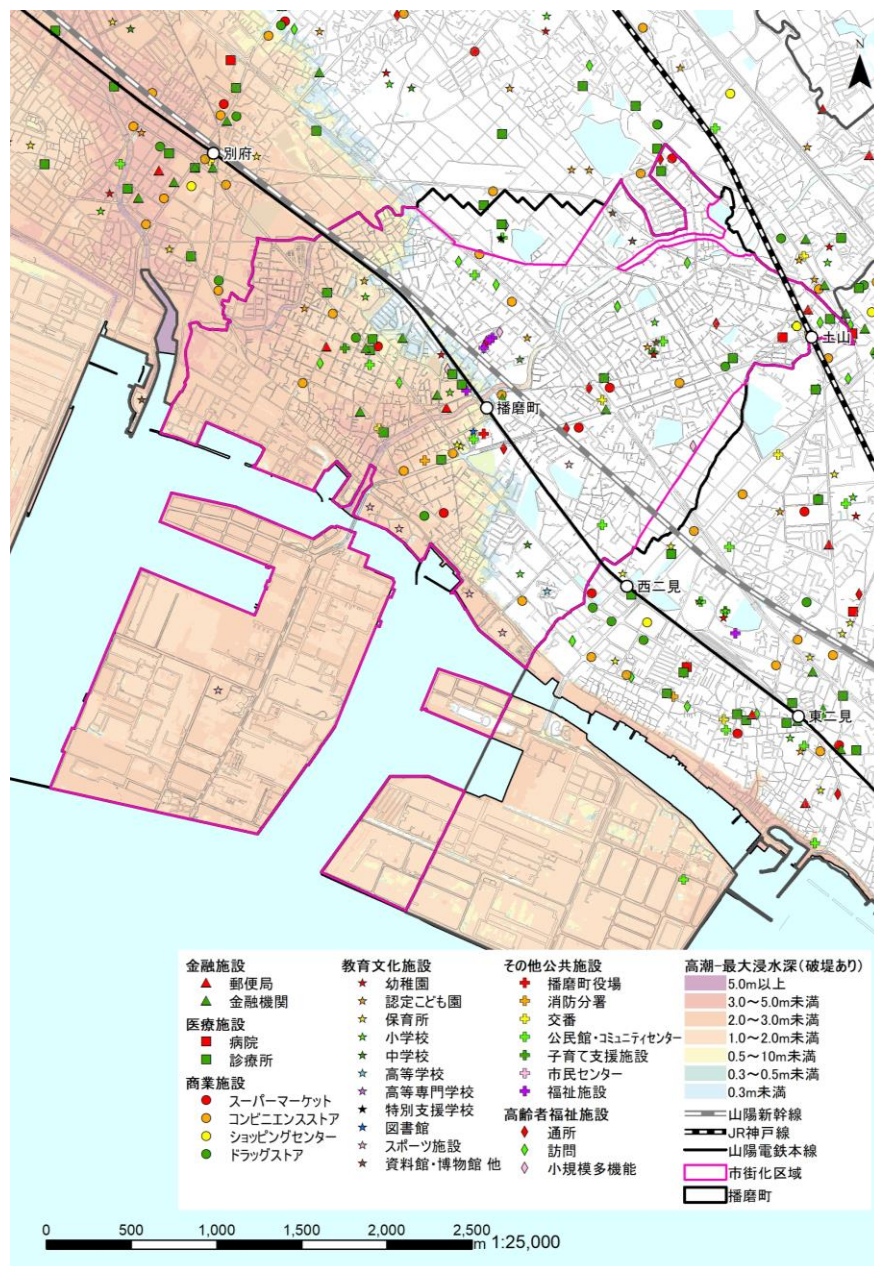 N
別府
土山
播磨町
西二見
東二見
金融施設
郵便局
金融機関
医療施設
病院
診療所
商業施設
スーパーマーケット
コンビニエンスストア
ショッピングセンター
ドラッグストア
教育文化施設
幼稚園
認定こども園
保育所
小学校
中学校
高等学校
高等専門学校
特別支援学校
図書館
スポーツ施設
資料館・博物館 他
その他公共施設
播磨町役場
消防分署
交番
公民館・コミュニティセンター
子育て支援施設
市民センター
福祉施設
高齢者福祉施設
通所
訪問
小規模多機能
高潮-最大浸水深(破堤あり)
5.0m以上
3.0~5.0m未満
2.0~3.0m未満
1.0~2.0m未満
0.5~10m未満
0.3~0.5m未満
0.3m未満
山陽新幹線
JR神戸線
山陽電鉄本線
市街化区域
播磨町
0 500 1,000 1,500 2,000 2,500
m 1:25,000